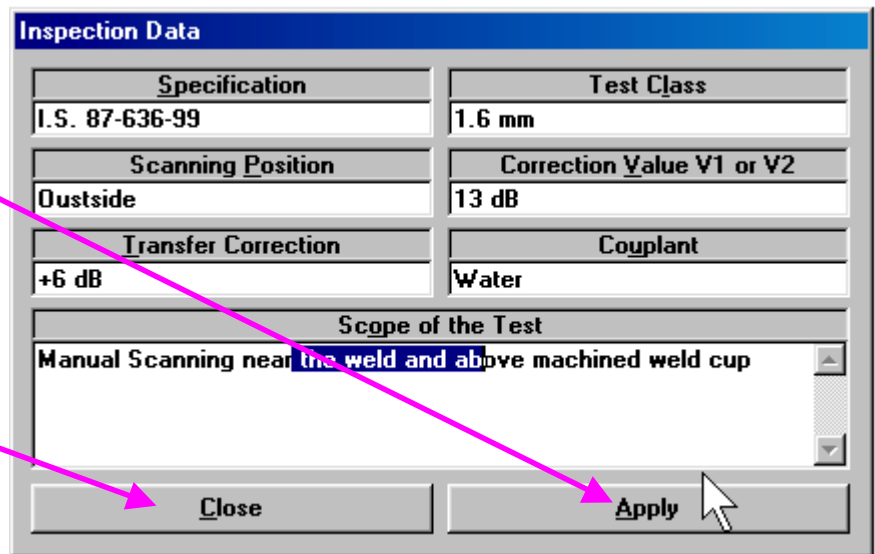 Inspection Data
Specification
Test Class
I.S. 87-636-99
1.6 mm
Scanning Position
Correction Value V1 or V2
Oustside
13 dB
Transfer Correction
Couplant
+6 dB
Water
Scope of the Test
Manual Scanning near the weld and above machined weld cup
Close
Apply